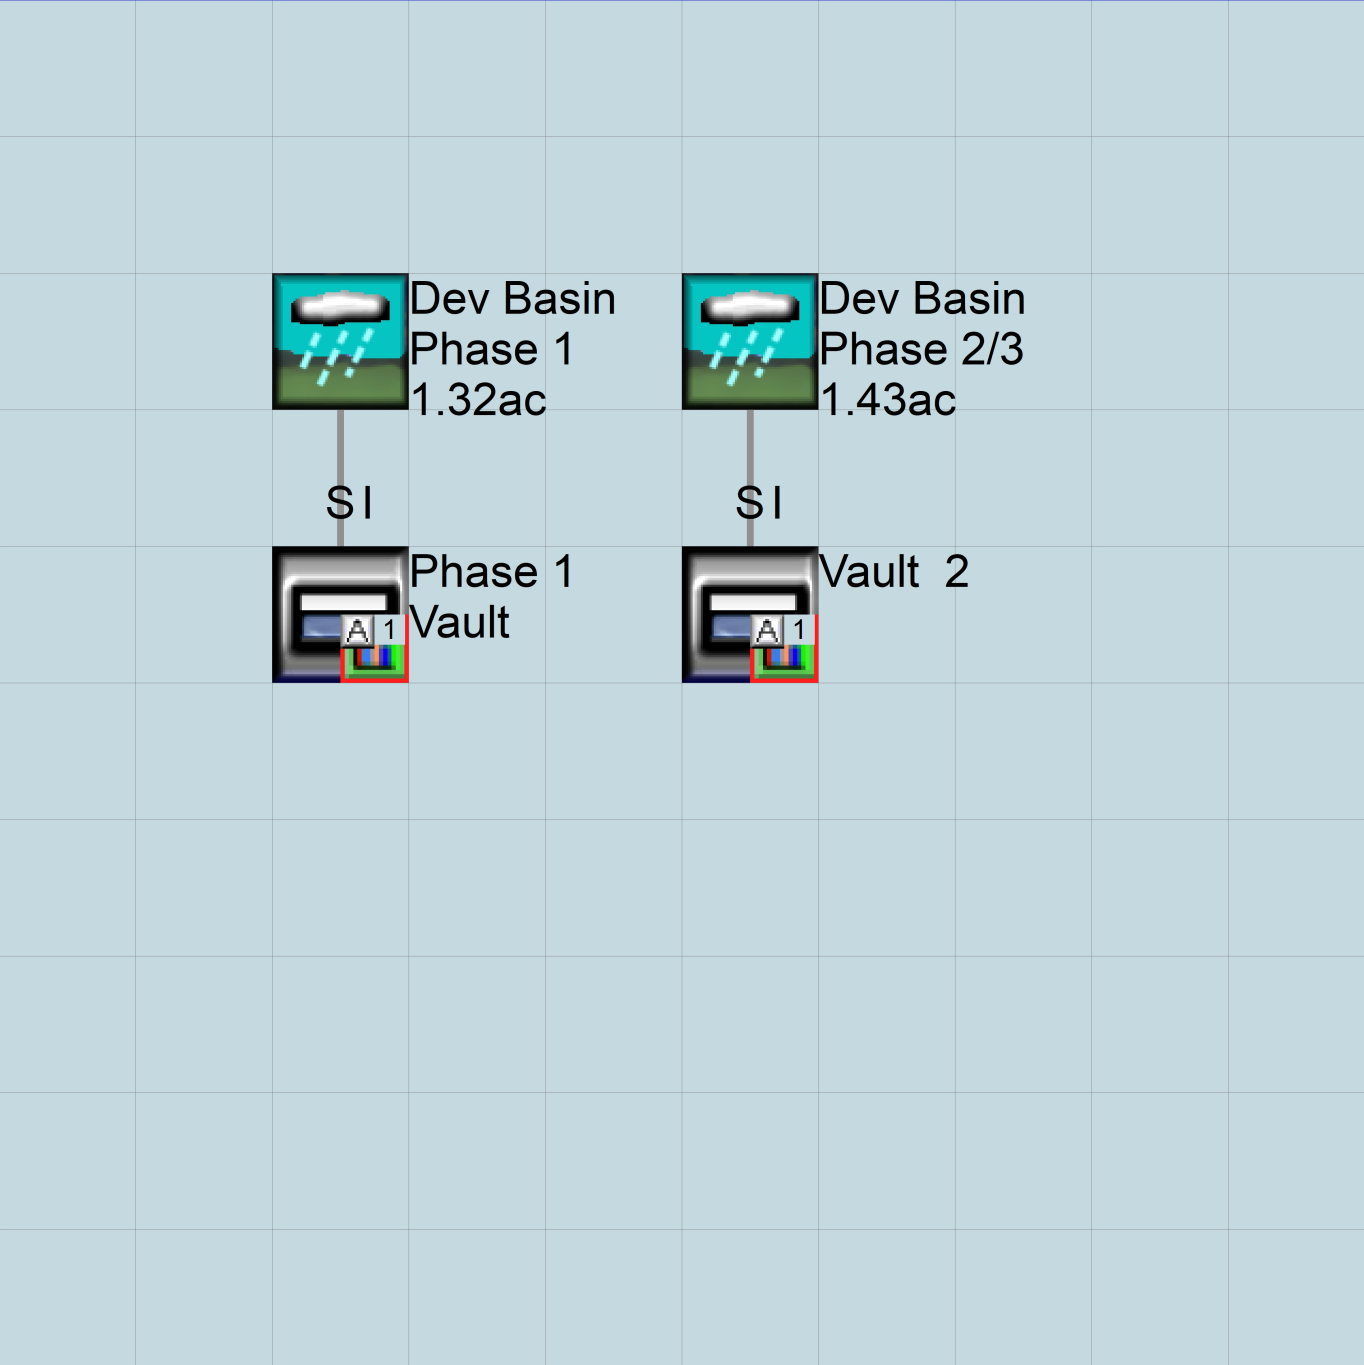 Dev Basin
Phase 1
1.32ac
Dev Basin
Phase 2/3
1.43ac
S I
S I
Phase 1
Vault
A 1
Vault  2
A 1